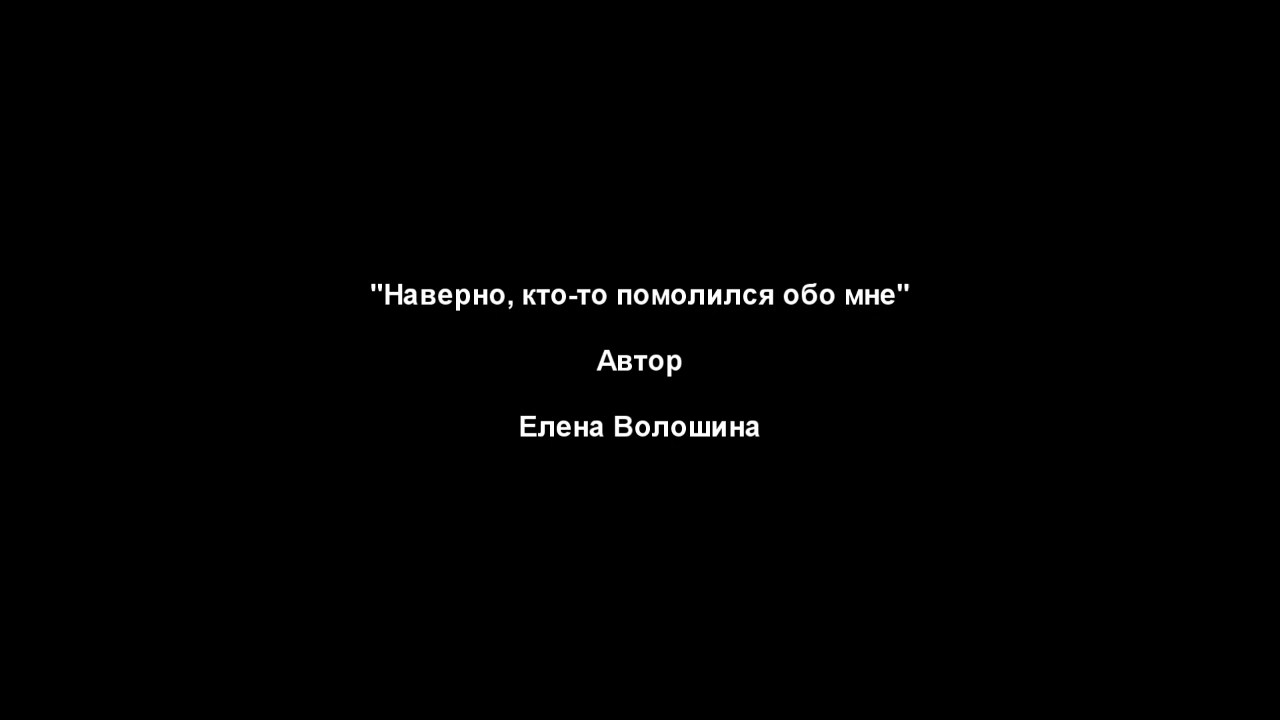 "Наверно, кто-то помолился обо мне"
Автор
Елена Волошина